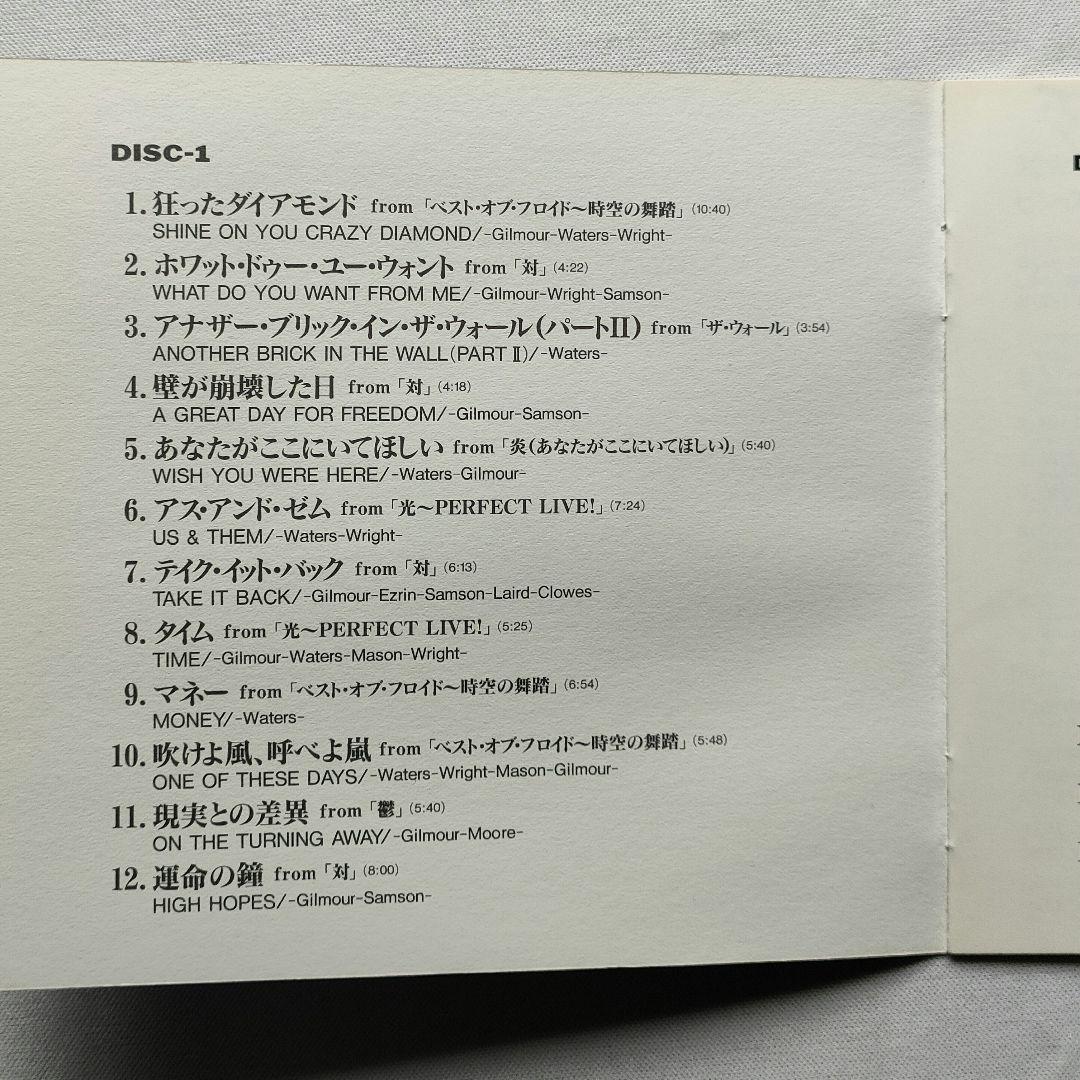 DISC-1
1. 狂ったダイアモンド from「ベスト・オブ・フロイド〜時空の舞踏」(10:40)
SHINE ON YOU CRAZY DIAMOND/-Gilmour-Waters-Wright-
2. ホワット・ドゥー・ユー・ウォント from「対」(4:22)
WHAT DO YOU WANT FROM ME/-Gilmour-Wright-Samson-
3. アナザー・ブリック・イン・ザ・ウォール(パートII) from「ザ・ウォール」(3:54)
ANOTHER BRICK IN THE WALL(PART II)/-Waters-
4. 壁が崩壊した日 from「対」(4:18)
A GREAT DAY FOR FREEDOM/-Gilmour-Samson-
5. あなたがここにいてほしい from「炎(あなたがここにいてほしい)」(5:40)
WISH YOU WERE HERE/-Waters-Gilmour-
6. アス・アンド・ゼム from「光〜PERFECT LIVE!」(7:24)
US & THEM/-Waters-Wright-
7. テイク・イット・バック from「対」(6:13)
TAKE IT BACK/-Gilmour-Ezrin-Samson-Laird-Clowes-
8. タイム from「光〜PERFECT LIVE!」(5:25)
TIME/-Gilmour-Waters-Mason-Wright-
9. マネー from「ベスト・オブ・フロイド〜時空の舞踏」(6:54)
MONEY/-Waters-
10. 吹けよ風、呼べよ嵐 from「ベスト・オブ・フロイド〜時空の舞踏」(5:48)
ONE OF THESE DAYS/-Waters-Wright-Mason-Gilmour-
11. 現実との差異 from「鬱」(5:40)
ON THE TURNING AWAY/-Gilmour-Moore-
12. 運命の鐘 from「対」(8:00)
HIGH HOPES/-Gilmour-Samson-